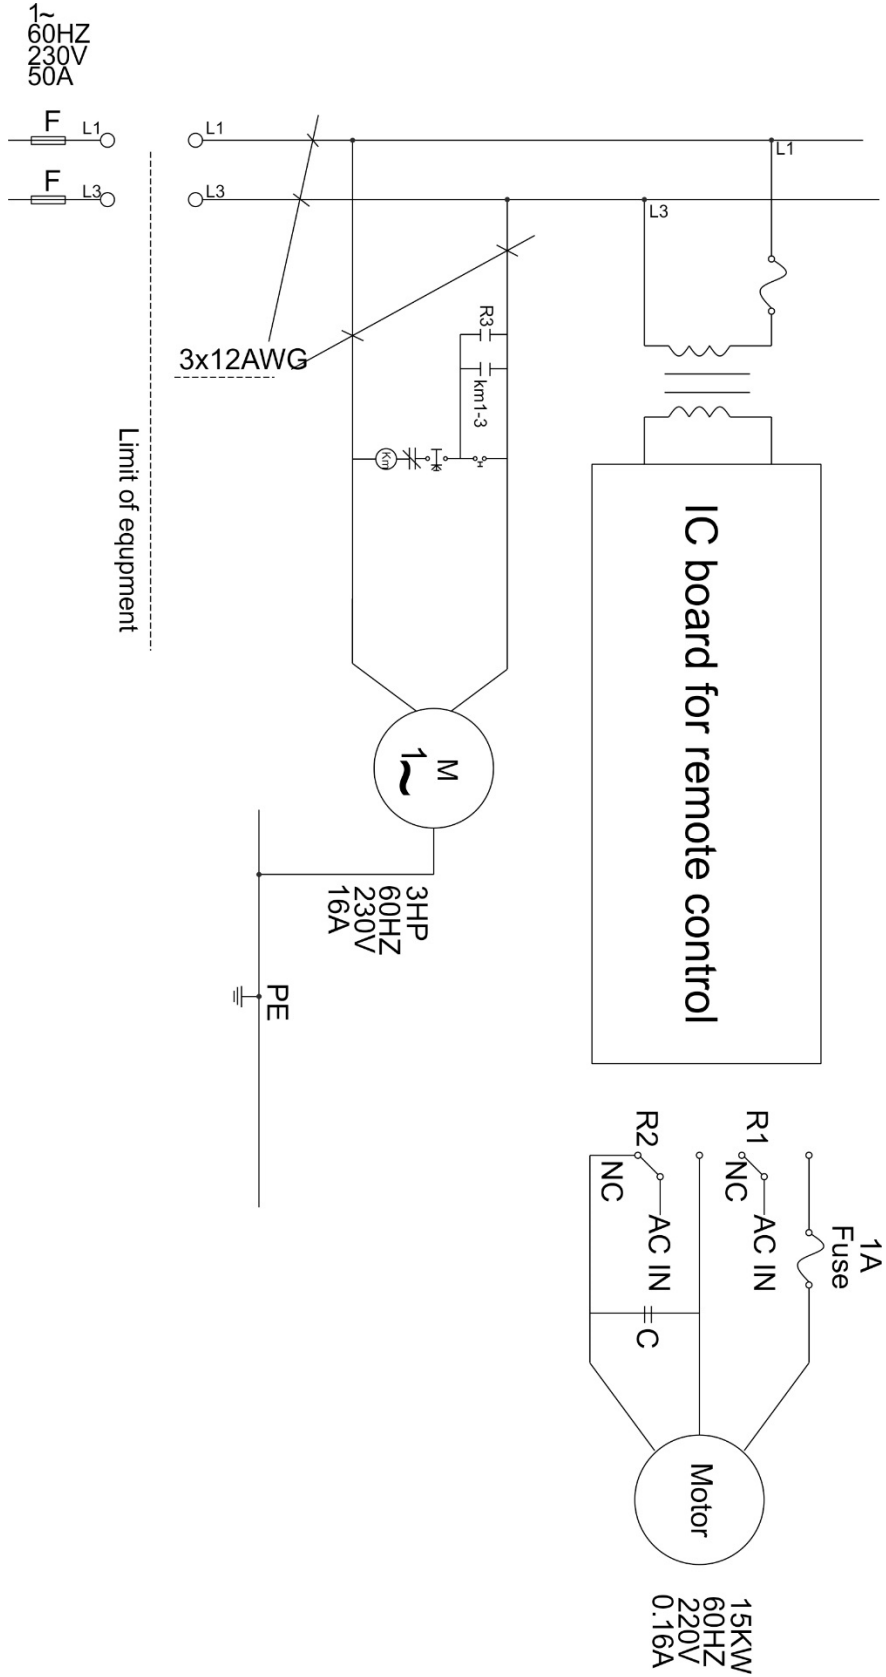 1~
60HZ
230V
50A
F
L1
L1
L1
F
L3
L3
L3
3x12AWG
R3
km1-3
Km
Limit of equpment
IC board for remote control
M
1~
3HP
60HZ
230V
16A
PE
R2
NC
AC IN
R1
NC
AC IN
1A
Fuse
C
Motor
15KW
60HZ
220V
0.16A